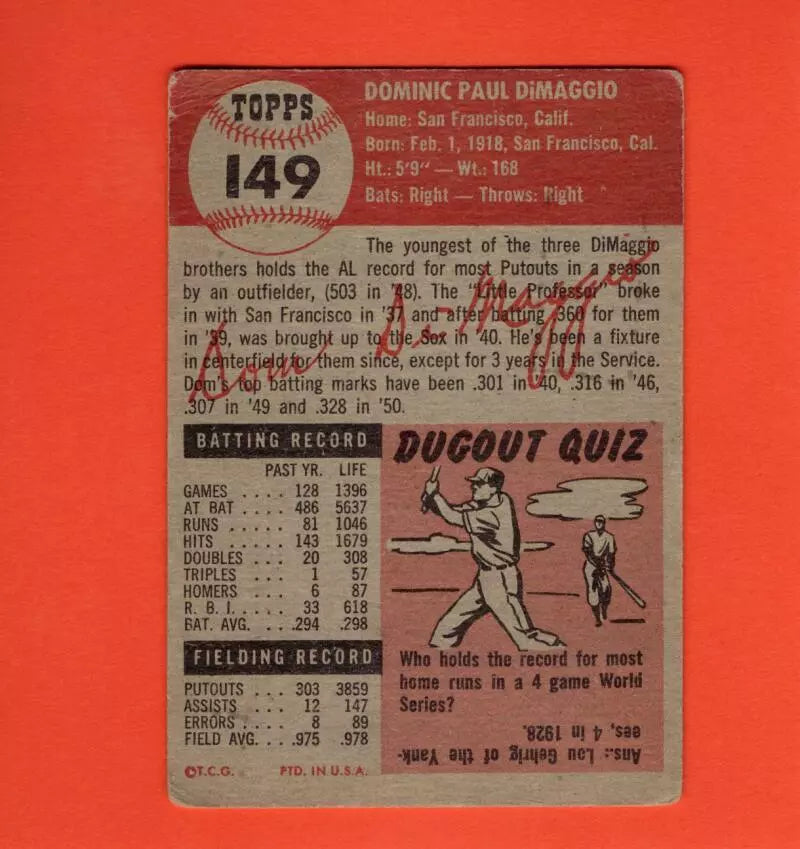 TOPPS
149
DOMINIC PAUL DiMAGGIO
Home: San Francisco, Calif.
Born: Feb. 1, 1918, San Francisco, Cal.
Ht.: 5'9" — Wt.: 168
Bats: Right — Throws: Right
The youngest of the three DiMaggio
brothers holds the AL record for most Putouts in a season
by an outfielder, (503 in '48). The "Little Professor" broke
in with San Francisco in '37 and after batting .360 for them
in '39, was brought up to the Sox in '40. He's been a fixture
in centerfield for them since, except for 3 years in the Service.
Dom's top batting marks have been .301 in '40, .316 in '46,
.307 in '49 and .328 in '50.
Dom DiMaggio
BATTING RECORD
PAST YR. LIFE
GAMES .... 128 1396
AT BAT .... 486 5637
RUNS ..... 81 1046
HITS ..... 143 1679
DOUBLES ... 20 308
TRIPLES ... 1 57
HOMERS ... 6 87
R. B. I. .... 33 618
BAT. AVG. ... .294 .298
FIELDING RECORD
PUTOUTS ... 303 3859
ASSISTS .... 12 147
ERRORS .... 8 89
FIELD AVG. .. .975 .978
©T.C.G. PTD. IN U.S.A.
DUGOUT QUIZ
Who holds the record for most
home runs in a 4 game World
Series?
Ans.: Lou Gehrig of the Yank-
ees, 4 in 1928.